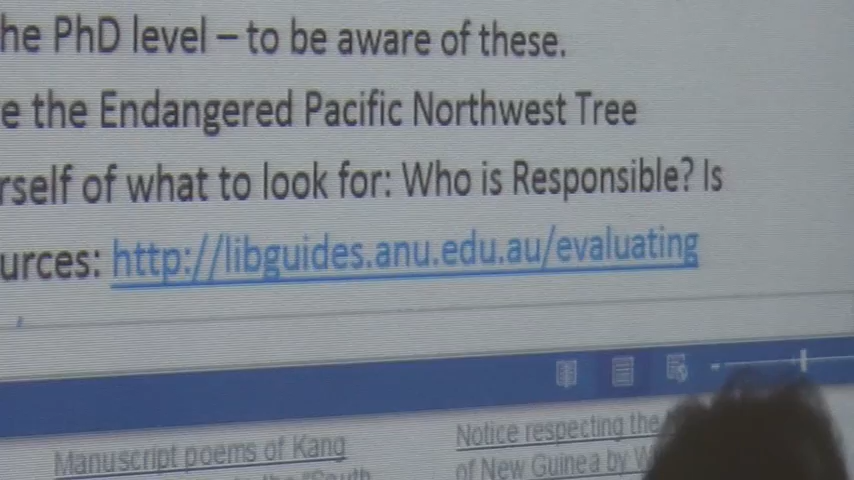 he PhD level – to be aware of these.
e the Endangered Pacific Northwest Tree
rself of what to look for: Who is Responsible? Is
urces: http://libguides.anu.edu.au/evaluating
Manuscript poems of Kang
Notice respecting the
the "South
of New Guinea by W